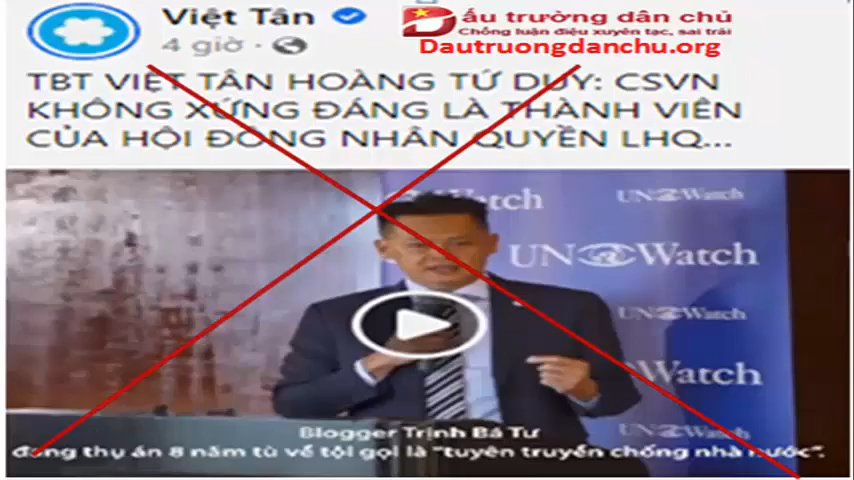 Việt Tân
4 giờ ·
ấu trường dân chủ
Chống luận điệu xuyên tạc, sai trái
Dautruongdanchu.org
TBT VIỆT TÂN HOÀNG TỨ DUY: CSVN
KHÔNG XỨNG ĐÁNG LÀ THÀNH VIÊN
CỦA HỘI ĐỒNG NHÂN QUYỀN LHQ...
Watch
UN Watch
UN Watch
UN Watch
Watch
UN Watch
Blogger Trịnh Bá Tư
đang thụ án 8 năm tù về tội gọi là "tuyên truyền chống nhà nước".